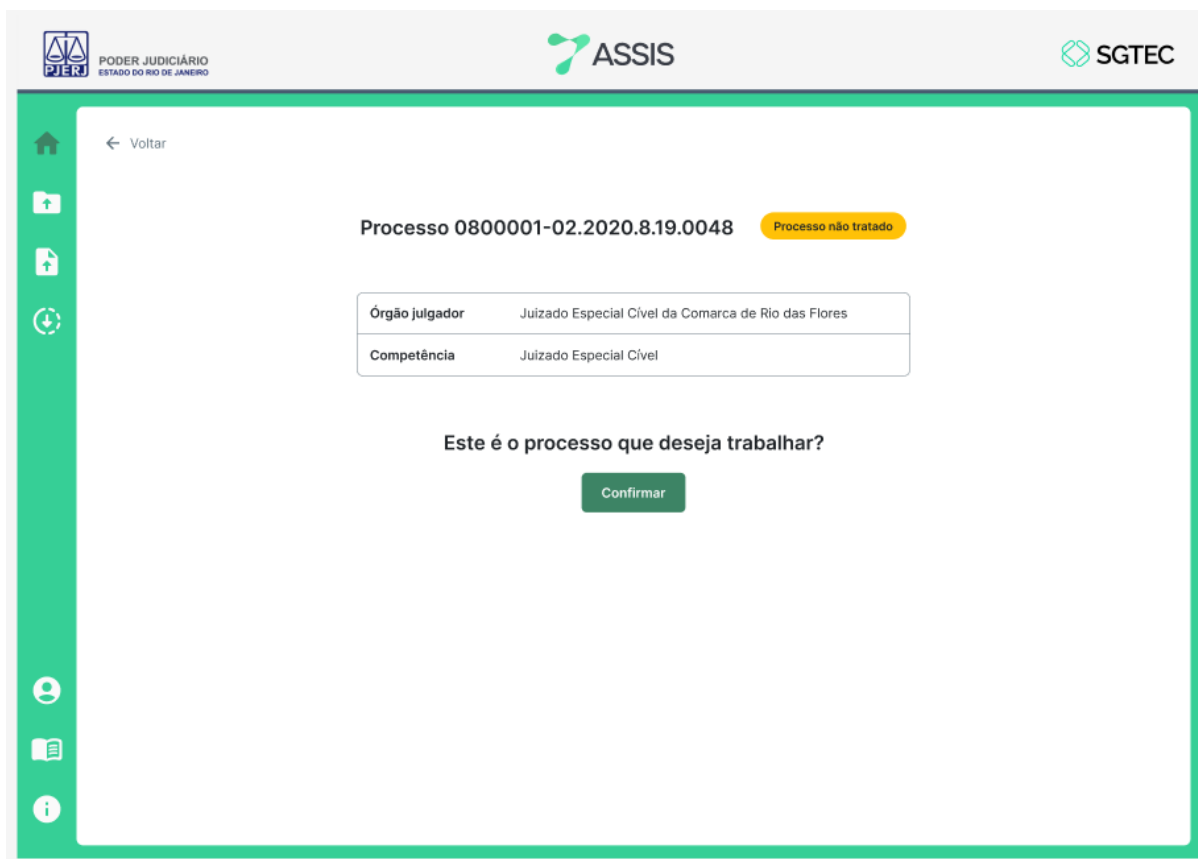 PJERJ
PODER JUDICIÁRIO
ESTADO DO RIO DE JANEIRO
ASSIS
SGTEC
Voltar
Processo 0800001-02.2020.8.19.0048
Processo não tratado
Órgão julgador Juizado Especial Cível da Comarca de Rio das Flores
Competência Juizado Especial Cível
Este é o processo que deseja trabalhar?
Confirmar